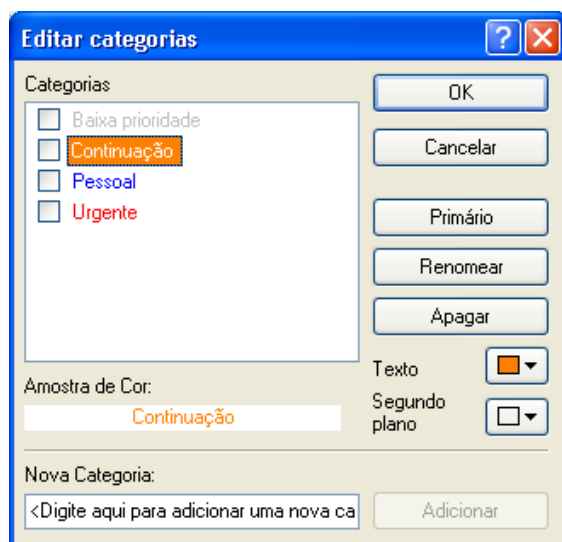 Editar categorias
Categorias
OK
Baixa prioridade
Continuação
Cancelar
Pessoal
Urgente
Primário
Renomear
Apagar
Texto
Amostra de Cor:
Continuação
Segundo
plano
Nova Categoria:
<Digite aqui para adicionar uma nova ca
Adicionar